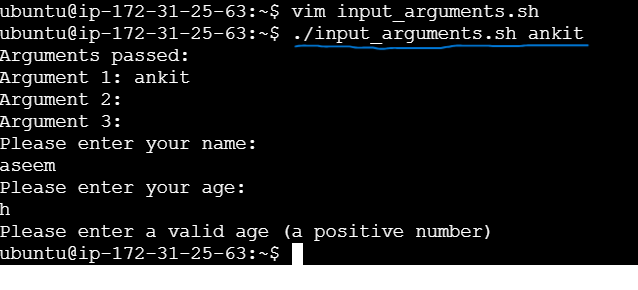 ubuntu@ip-172-31-25-63:~$ vim input_arguments.sh
ubuntu@ip-172-31-25-63:~$ ./input_arguments.sh ankit
Arguments passed:
Argument 1: ankit
Argument 2:
Argument 3:
Please enter your name:
aseem
Please enter your age:
h
Please enter a valid age (a positive number)
ubuntu@ip-172-31-25-63:~$